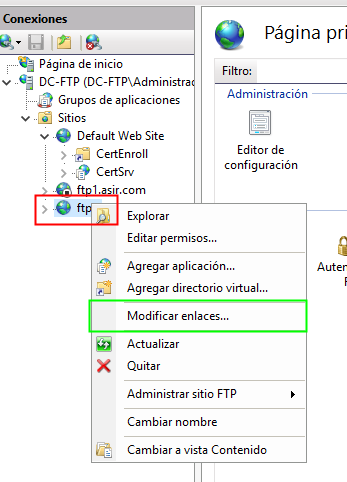 Conexiones
Página de inicio
DC-FTP (DC-FTP\Administrac
Grupos de aplicaciones
Sitios
Default Web Site
CertEnroll
CertSrv
ftp1.asir.com
ftp
Explorar
Editar permisos...
Agregar aplicación...
Agregar directorio virtual...
Modificar enlaces...
Actualizar
Quitar
Administrar sitio FTP
Cambiar nombre
Cambiar a vista Contenido
Página pri
Filtro:
Administración
Editor de
configuración
Auten